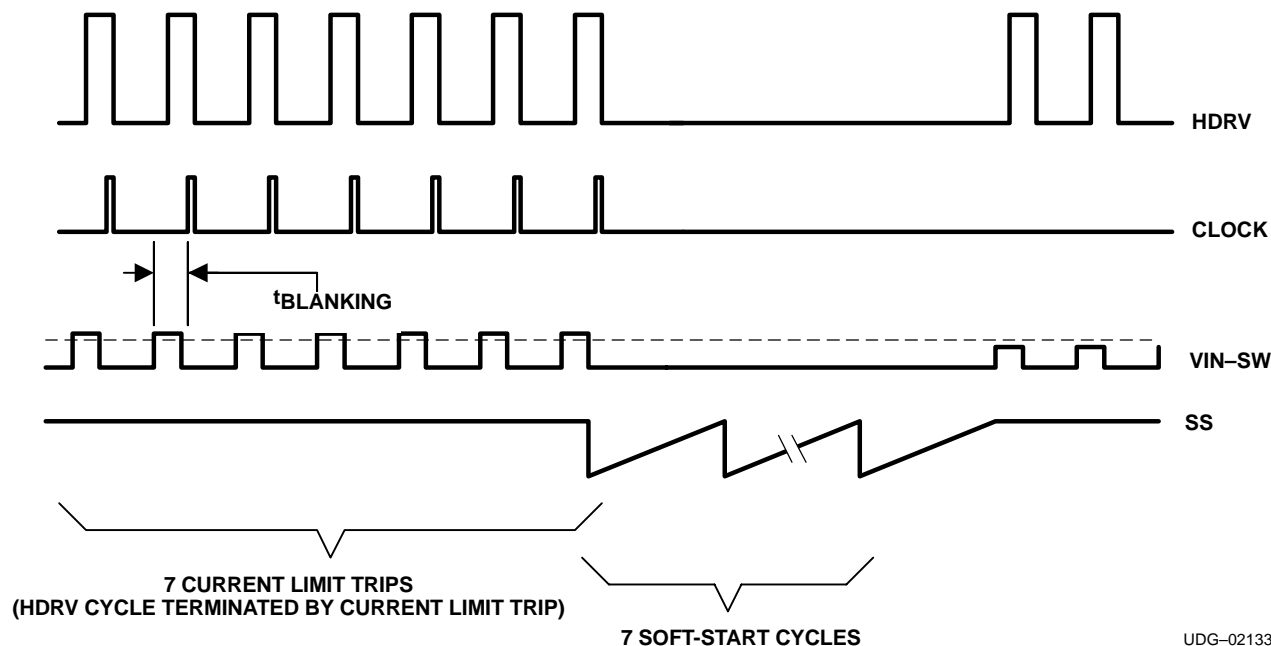 HDRV
CLOCK
tBLANKING
VIN–SW
SS
7 CURRENT LIMIT TRIPS
(HDRV CYCLE TERMINATED BY CURRENT LIMIT TRIP)
7 SOFT-START CYCLES
UDG–02133